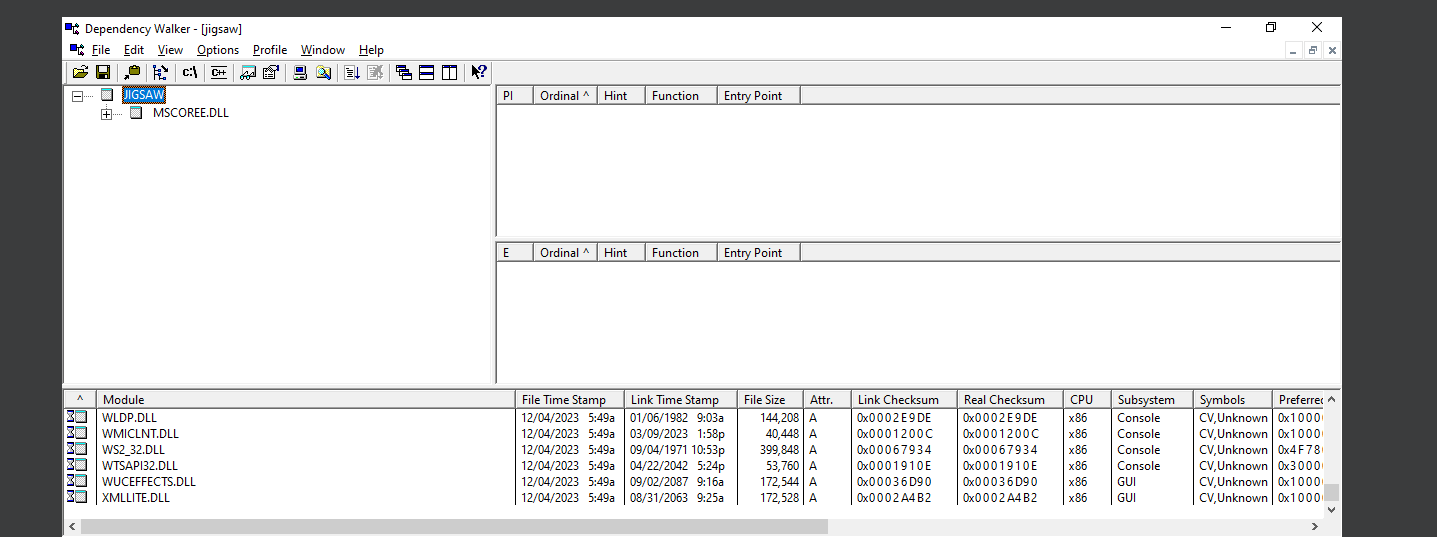 Dependency Walker - [jigsaw]
File Edit View Options Profile Window Help
c:\ C++
JIGSAW
MSCOREE.DLL
PI Ordinal ^ Hint Function Entry Point
E Ordinal ^ Hint Function Entry Point
^ Module File Time Stamp Link Time Stamp File Size Attr. Link Checksum Real Checksum CPU Subsystem Symbols Preferred
WLDP.DLL 12/04/2023 5:49a 01/06/1982 9:03a 144,208 A 0x0002E9DE 0x0002E9DE x86 Console CV,Unknown 0x1000
WMICLNT.DLL 12/04/2023 5:49a 03/09/2023 1:58p 40,448 A 0x0001200C 0x0001200C x86 Console CV,Unknown 0x1000
WS2_32.DLL 12/04/2023 5:49a 09/04/1971 10:53p 399,848 A 0x00067934 0x00067934 x86 Console CV,Unknown 0x4F78
WTSAPI32.DLL 12/04/2023 5:49a 04/22/2042 5:24p 53,760 A 0x0001910E 0x0001910E x86 Console CV,Unknown 0x3000
WUCEFFECTS.DLL 12/04/2023 5:49a 09/02/2087 9:16a 172,544 A 0x00036D90 0x00036D90 x86 GUI CV,Unknown 0x1000
XMLLITE.DLL 12/04/2023 5:49a 08/31/2063 9:25a 172,528 A 0x0002A4B2 0x0002A4B2 x86 GUI CV,Unknown 0x1000